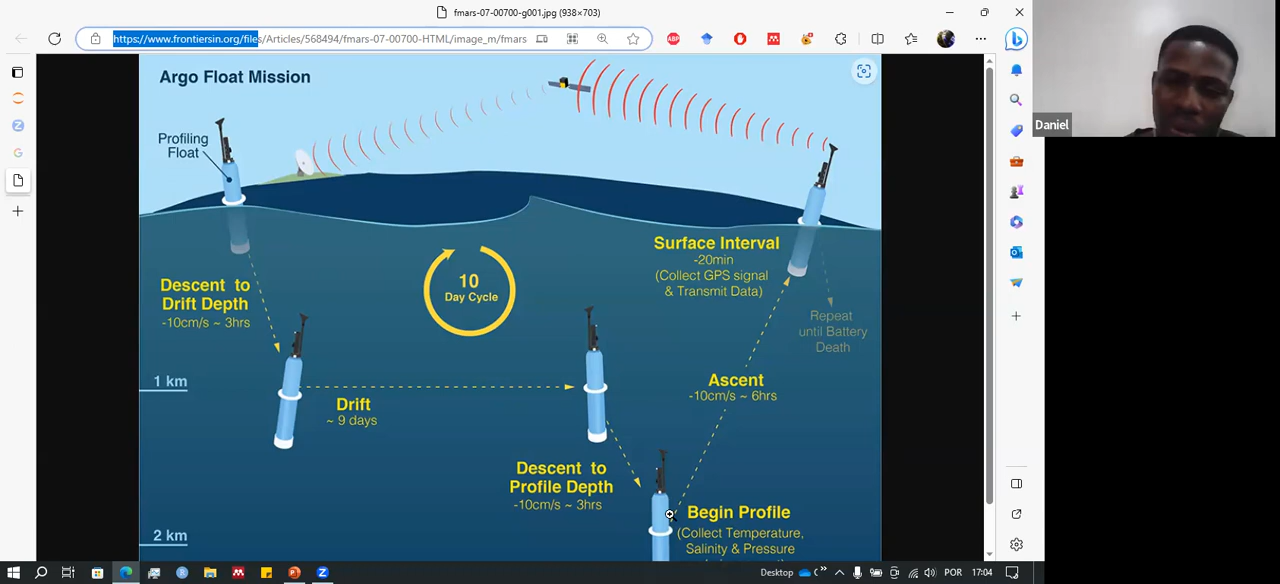 fmars-07-00700-g001.jpg (938×703)
https://www.frontiersin.org/files/Articles/568494/fmars-07-00700-HTML/image_m/fmars
ABP
Daniel
Argo Float Mission
Profiling
Float
Surface Interval
-20min
(Collect GPS signal
& Transmit Data)
10
Day Cycle
Descent to
Drift Depth
-10cm/s ~ 3hrs
Repeat
until Battery
Death
1 km
Ascent
-10cm/s ~ 6hrs
Drift
~ 9 days
Descent to
Profile Depth
-10cm/s ~ 3hrs
Begin Profile
(Collect Temperature,
Salinity & Pressure
2 km
Desktop
POR
17:04